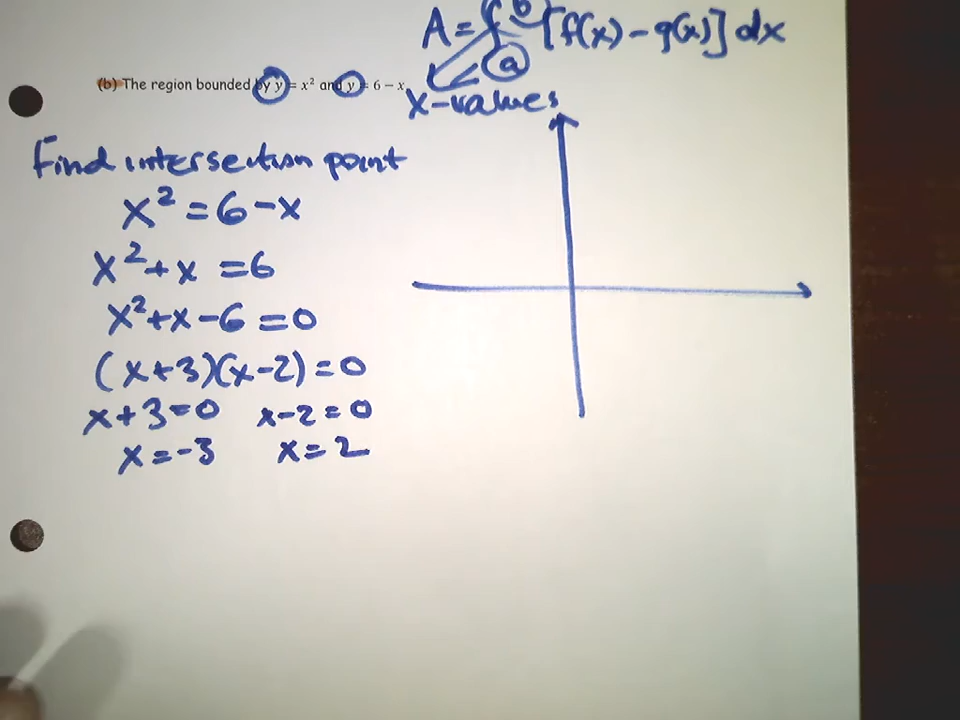 A = ∫ₐᵇ [f(x) − g(x)] dx
x-values
(b) The region bounded by y = x² and y = 6 − x.
Find intersection point
x² = 6 − x
x² + x = 6
x² + x − 6 = 0
(x + 3)(x − 2) = 0
x + 3 = 0 x − 2 = 0
x = −3 x = 2